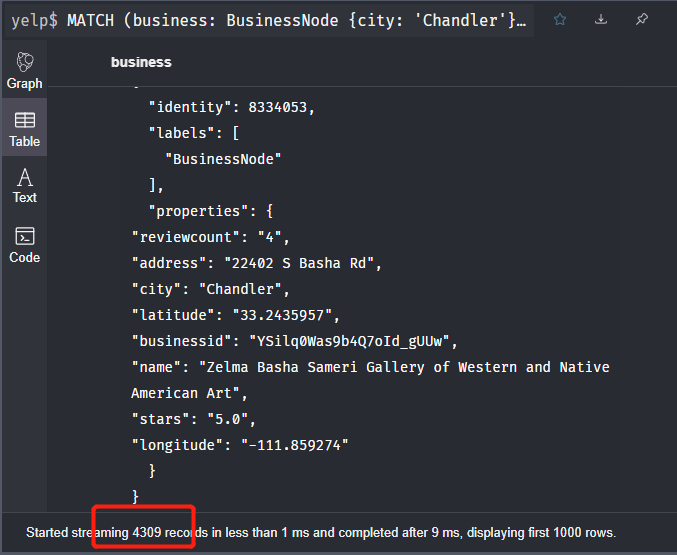 yelp$ MATCH (business: BusinessNode {city: 'Chandler'}…
business
Graph
Table
Text
Code
"identity": 8334053,
"labels": [
"BusinessNode"
],
"properties": {
"reviewcount": "4",
"address": "22402 S Basha Rd",
"city": "Chandler",
"latitude": "33.2435957",
"businessid": "YSilq0Was9b4Q7oId_gUUw",
"name": "Zelma Basha Sameri Gallery of Western and Native
American Art",
"stars": "5.0",
"longitude": "-111.859274"
}
}
Started streaming 4309 records in less than 1 ms and completed after 9 ms, displaying first 1000 rows.